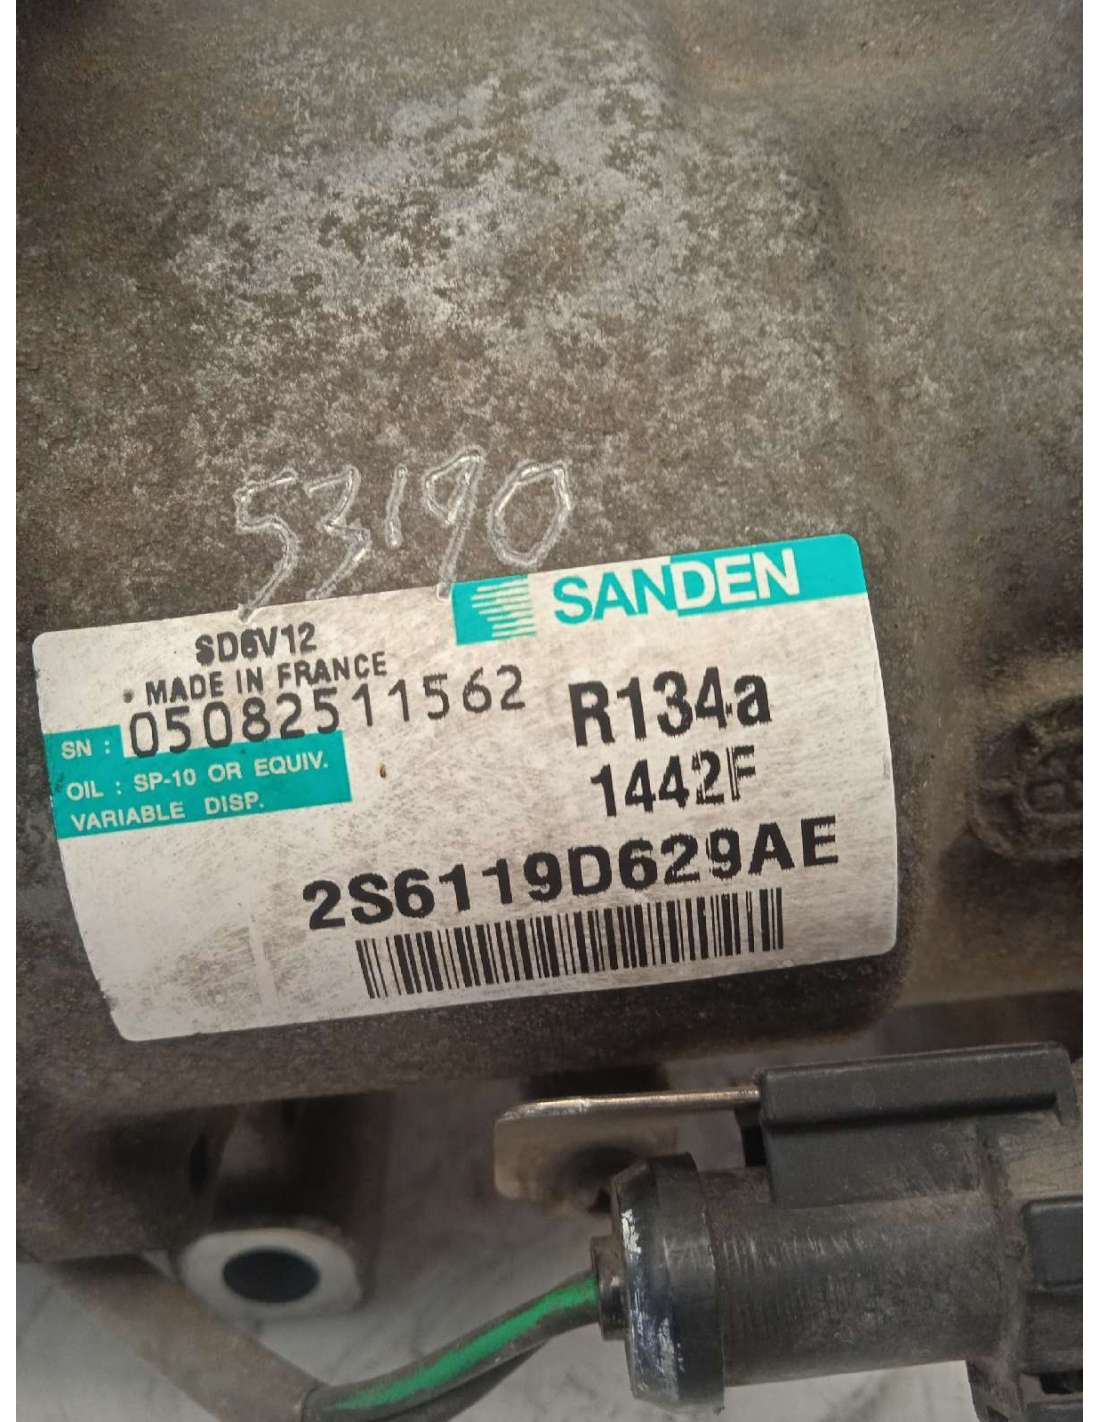 53190
SANDEN
SD6V12
MADE IN FRANCE
SN : 05082511562
OIL : SP-10 OR EQUIV.
VARIABLE DISP.
R134a
1442F
2S6119D629AE